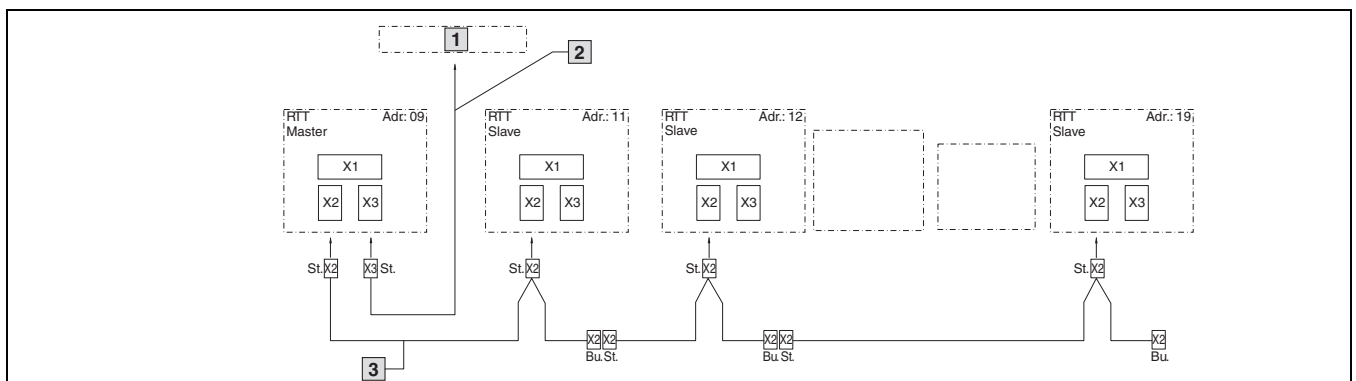 1
2
RTT Adr: 09
Master
X1
X2 X3
RTT Adr.: 11
Slave
X1
X2 X3
RTT Adr.: 12
Slave
X1
X2 X3
RTT Adr.: 19
Slave
X1
X2 X3
St. X2
X3 St.
St. X2
St. X2
St. X2
X2 X2
Bu. St.
X2 X2
Bu. St.
X2
Bu.
3